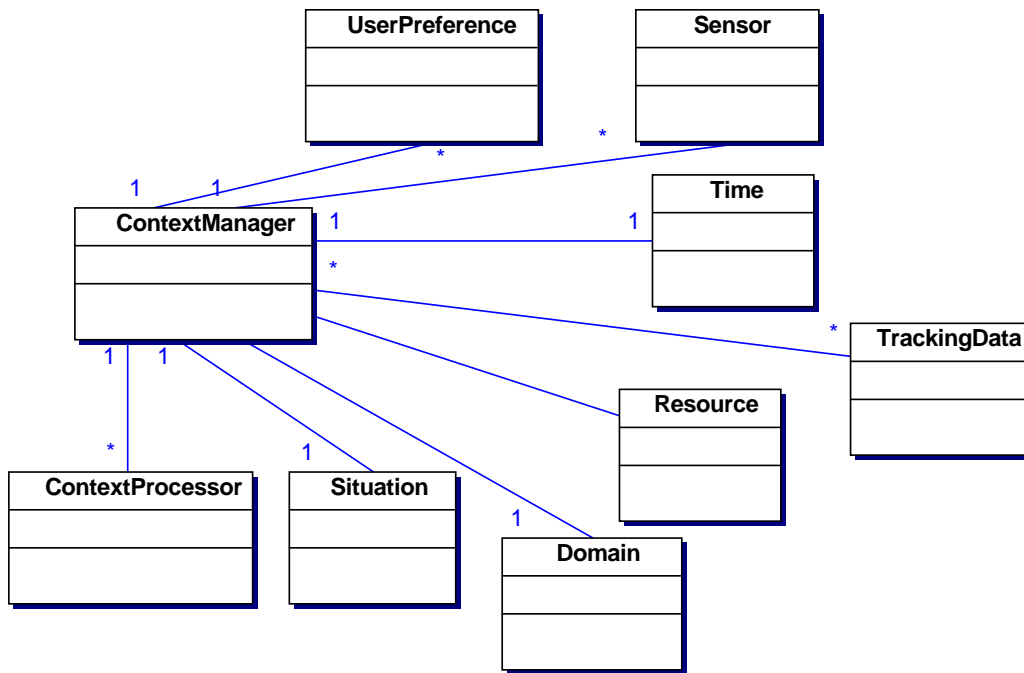 UserPreference
Sensor
*
*
1
1
Time
ContextManager
1
1
*
*
TrackingData
1
1
Resource
*
1
ContextProcessor
Situation
1
Domain